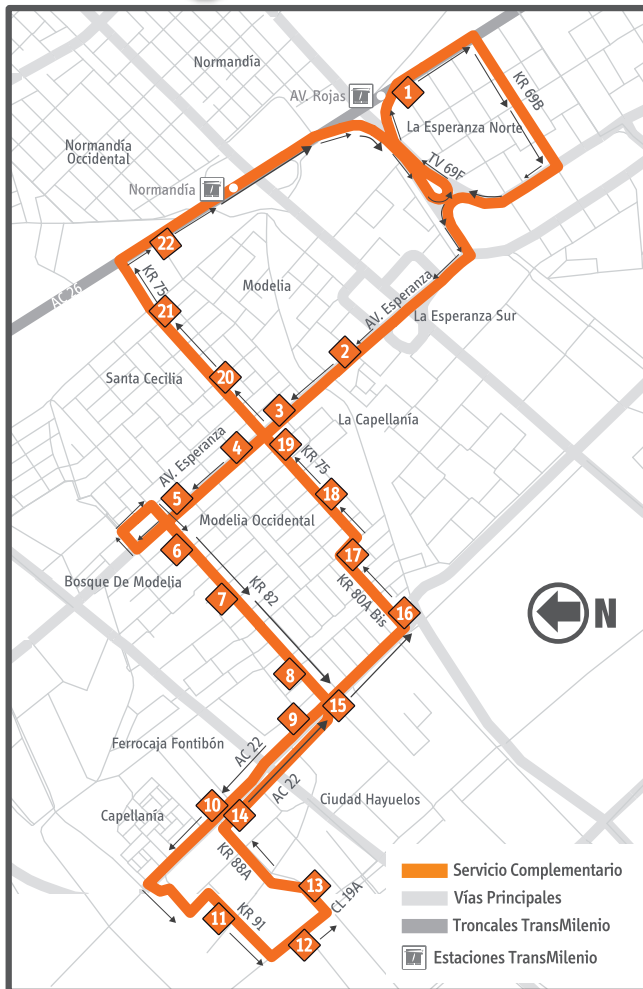 Normandía
AV. Rojas
1
KR 69B
La Esperanza Norte
Normandía
Occidental
TV 69F
Normandía
22
AC 26
KR 75
Modelia
AV. Esperanza
La Esperanza Sur
21
2
Santa Cecilia
20
3
La Capellanía
AV. Esperanza
4
19
KR 75
5
18
Modelia Occidental
6
17
Bosque De Modelia
KR 82
KR 80A Bis
7
16
N
8
15
9
Ferrocaja Fontibón
AC 22
AC 22
10
Ciudad Hayuelos
Capellanía
14
KR 88A
13
CL 19A
KR 91
11
12
Servicio Complementario
Vías Principales
Troncales TransMilenio
Estaciones TransMilenio